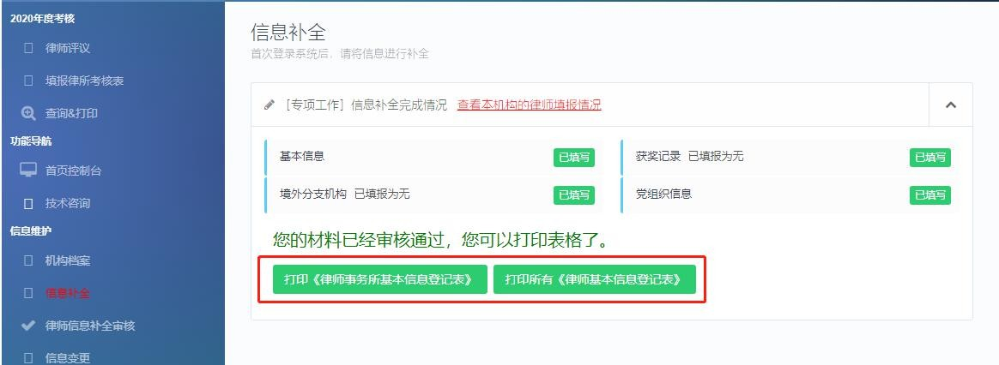 2020年度考核
律师评议
填报律所考核表
查询&打印
功能导航
首页控制台
技术咨询
信息维护
机构档案
信息补全
律师信息补全审核
信息变更
信息补全
首次登录系统后，请将信息进行补全
[专项工作] 信息补全完成情况 查看本机构的律师填报情况
基本信息 已填写
获奖记录 已填报为无 已填写
境外分支机构 已填报为无 已填写
党组织信息 已填写
您的材料已经审核通过，您可以打印表格了。
打印《律师事务所基本信息登记表》 打印所有《律师基本信息登记表》